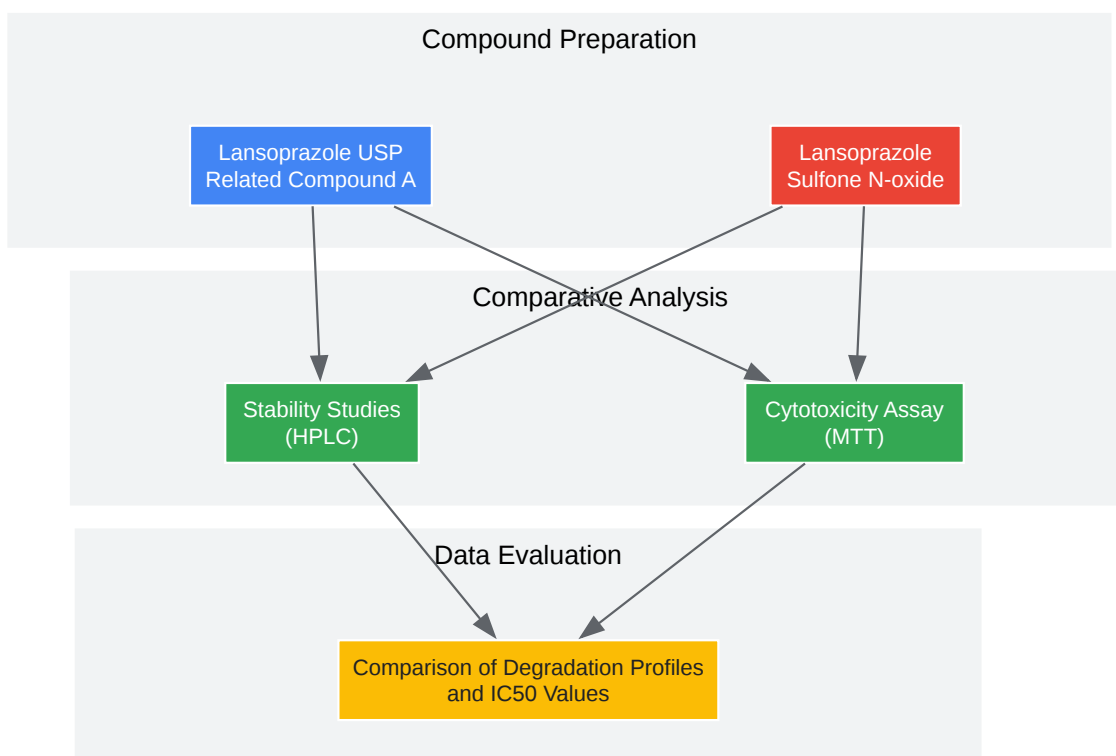 Compound Preparation
Lansoprazole USP
Related Compound A
Lansoprazole
Sulfone N-oxide
Comparative Analysis
Stability Studies
(HPLC)
Cytotoxicity Assay
(MTT)
Data Evaluation
Comparison of Degradation Profiles
and IC50 Values